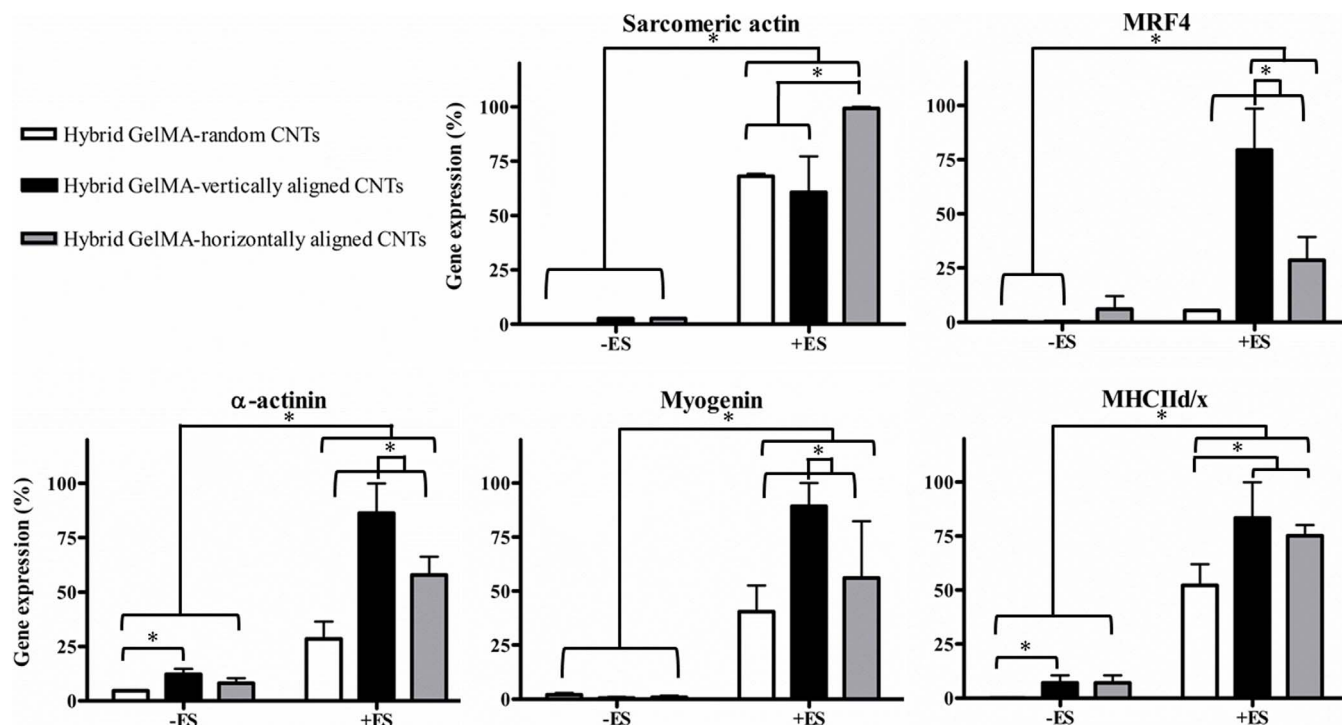 Hybrid GelMA-random CNTs
Hybrid GelMA-vertically aligned CNTs
Hybrid GelMA-horizontally aligned CNTs
Sarcomeric actin
*
*
Gene expression (%)
100
75
50
25
0
-ES
+ES
MRF4
*
*
100
75
50
25
0
-ES
+ES
α-actinin
*
*
*
Gene expression (%)
100
75
50
25
0
-ES
+ES
Myogenin
*
*
100
75
50
25
0
-ES
+ES
MHCIId/x
*
*
*
100
75
50
25
0
-ES
+ES